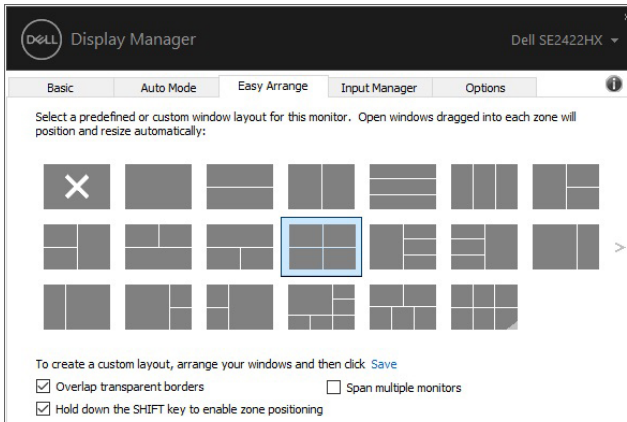 DELL Display Manager
Dell SE2422HX
Basic
Auto Mode
Easy Arrange
Input Manager
Options
Select a predefined or custom window layout for this monitor. Open windows dragged into each zone will
position and resize automatically:
To create a custom layout, arrange your windows and then click Save
Overlap transparent borders
Span multiple monitors
Hold down the SHIFT key to enable zone positioning